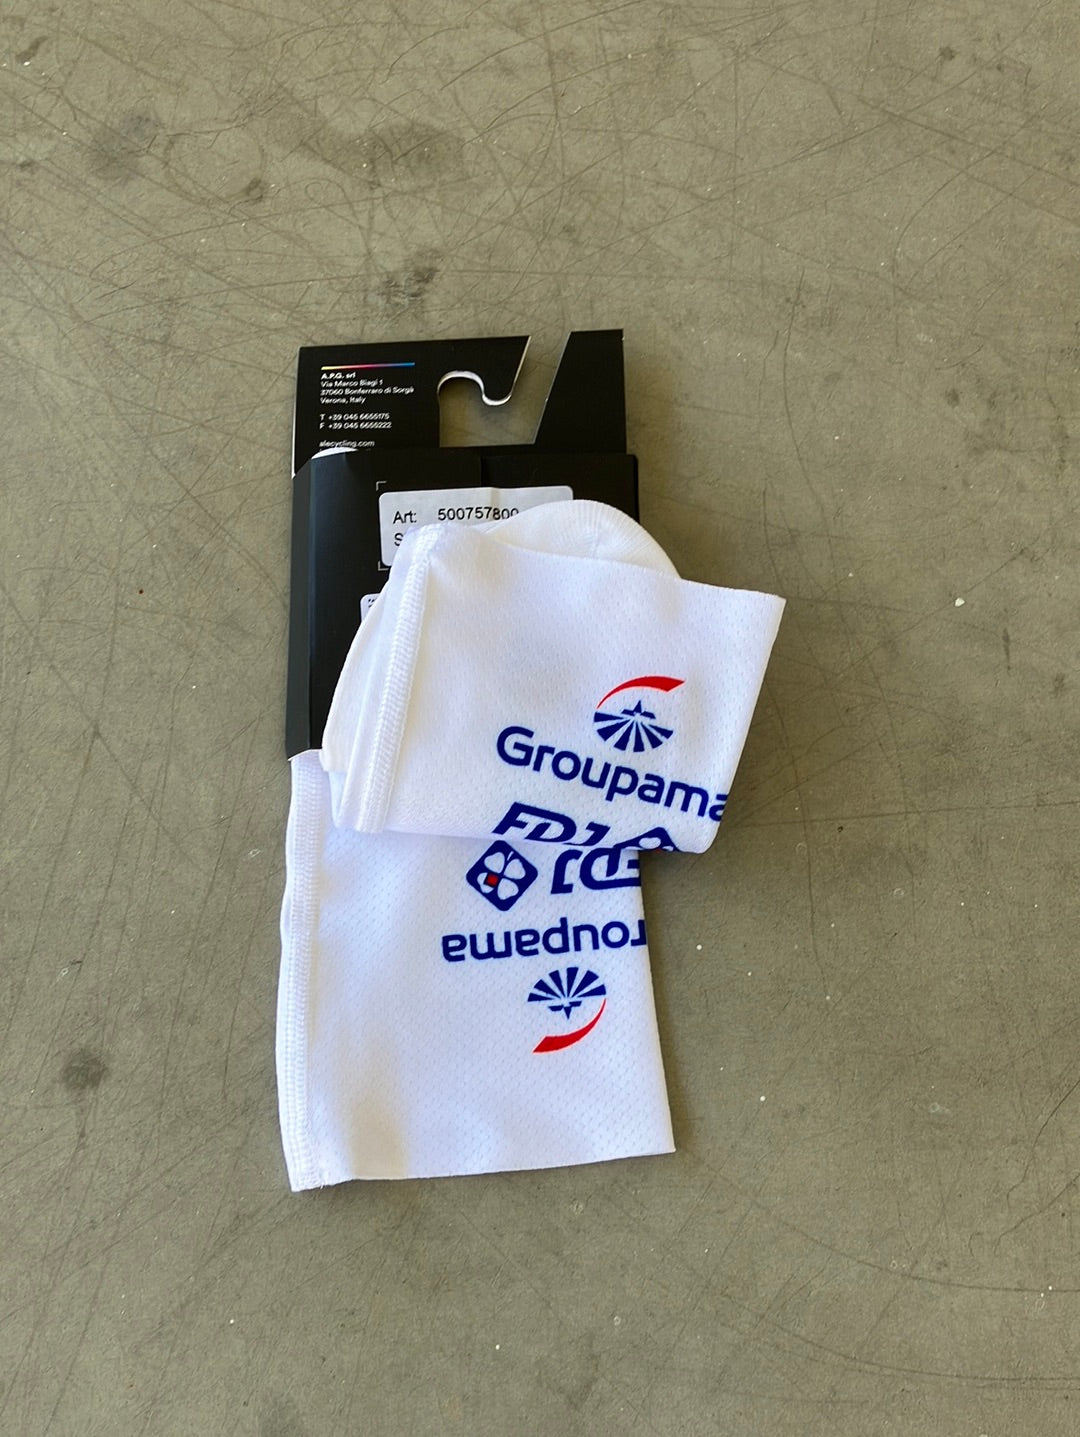 A.P.G. srl
Via Marco Biagi 1
37060 Bonferraro di Sorgà
Verona, Italy
T +39 045 6655175
F +39 045 6655222
alecycling.com
Art: 500757800
S
Groupama
FDJ
FDJ
roupama